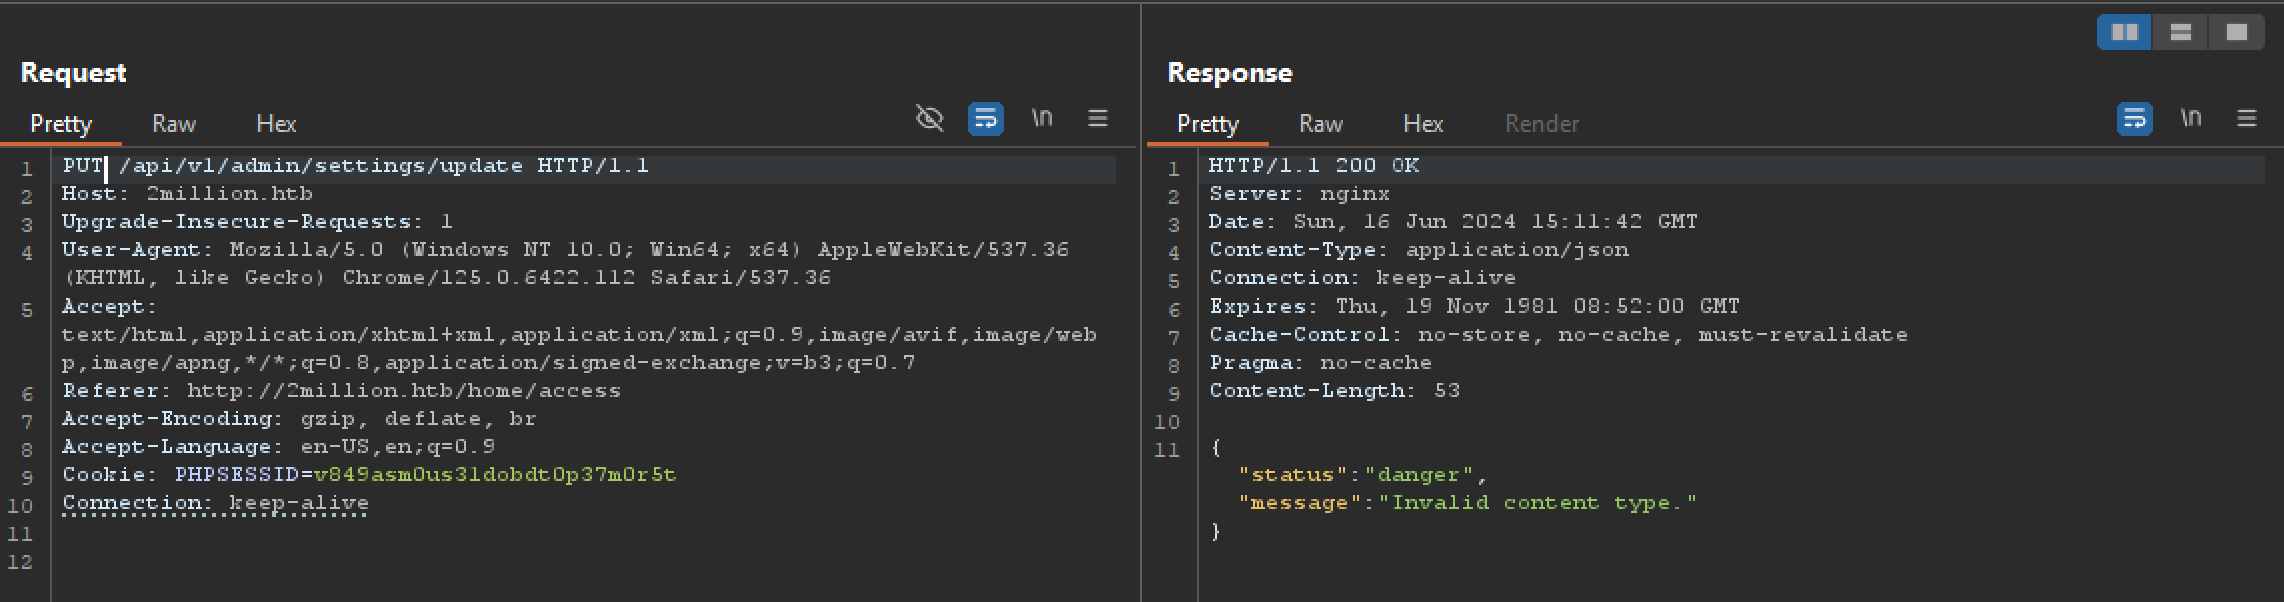 Request
Pretty Raw Hex \n
1 PUT /api/v1/admin/settings/update HTTP/1.1
2 Host: 2million.htb
3 Upgrade-Insecure-Requests: 1
4 User-Agent: Mozilla/5.0 (Windows NT 10.0; Win64; x64) AppleWebKit/537.36
(KHTML, like Gecko) Chrome/125.0.6422.112 Safari/537.36
5 Accept:
text/html,application/xhtml+xml,application/xml;q=0.9,image/avif,image/web
p,image/apng,*/*;q=0.8,application/signed-exchange;v=b3;q=0.7
6 Referer: http://2million.htb/home/access
7 Accept-Encoding: gzip, deflate, br
8 Accept-Language: en-US,en;q=0.9
9 Cookie: PHPSESSID=v849asm0us3ldobdt0p37m0r5t
10 Connection: keep-alive
11
12
Response
Pretty Raw Hex Render \n
1 HTTP/1.1 200 OK
2 Server: nginx
3 Date: Sun, 16 Jun 2024 15:11:42 GMT
4 Content-Type: application/json
5 Connection: keep-alive
6 Expires: Thu, 19 Nov 1981 08:52:00 GMT
7 Cache-Control: no-store, no-cache, must-revalidate
8 Pragma: no-cache
9 Content-Length: 53
10
11 {
"status":"danger",
"message":"Invalid content type."
}